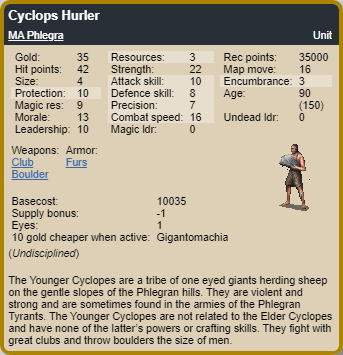 Cyclops Hurler
MA Phlegra Unit
Gold: 35 Resources: 3 Rec points: 35000
Hit points: 42 Strength: 22 Map move: 16
Size: 4 Attack skill: 10 Encumbrance: 3
Protection: 10 Defence skill: 8 Age: 90
Magic res: 9 Precision: 7 (150)
Morale: 13 Combat speed: 16 Undead ldr: 0
Leadership: 10 Magic ldr: 0
Weapons: Armor:
Club Furs
Boulder
Basecost: 10035
Supply bonus: -1
Eyes: 1
10 gold cheaper when active: Gigantomachia
(Undisciplined)
The Younger Cyclopes are a tribe of one eyed giants herding sheep
on the gentle slopes of the Phlegran hills. They are violent and
strong and are sometimes found in the armies of the Phlegran
Tyrants. The Younger Cyclopes are not related to the Elder Cyclopes
and have none of the latter's powers or crafting skills. They fight with
great clubs and throw boulders the size of men.